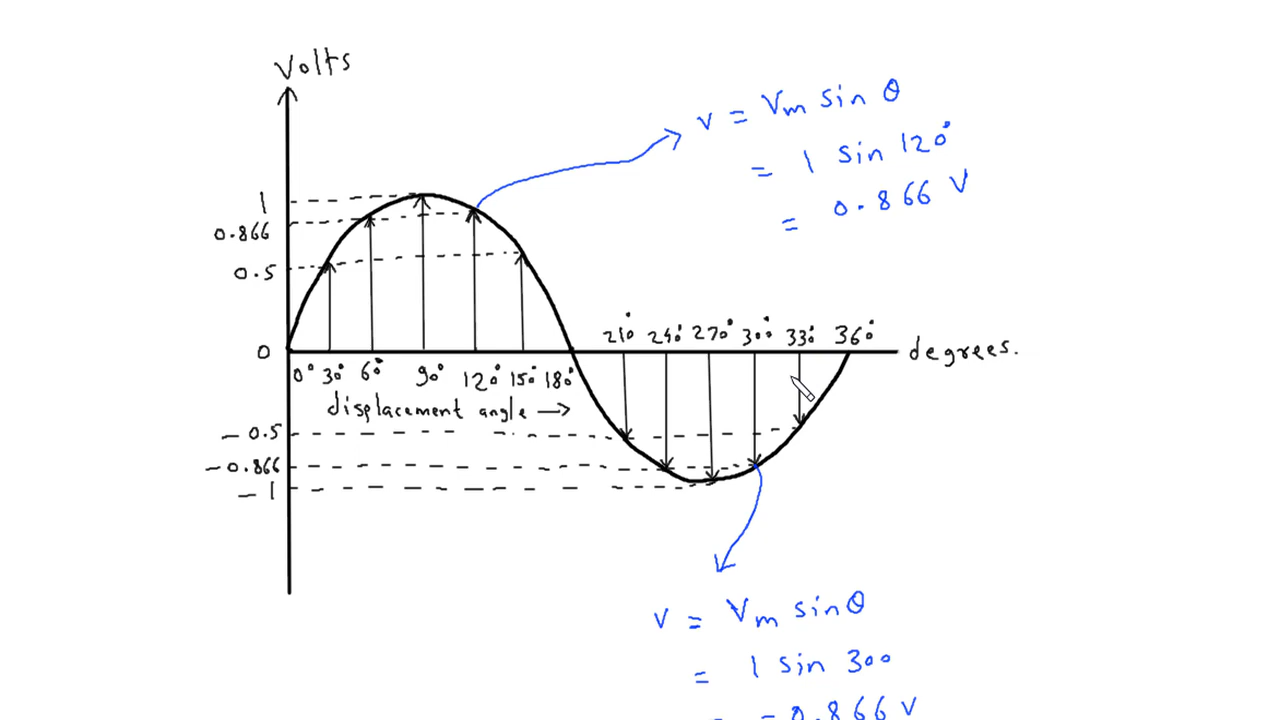 Volts
v = Vm sin θ
= 1 sin 120°
= 0.866 V
1
0.866
0.5
0
0° 30° 60° 90° 120° 150 180°
210° 240° 270° 300° 330° 360°
degrees.
displacement angle →
-0.5
-0.866
-1
v = Vm sinθ
= 1 sin 300
= -0.866 V